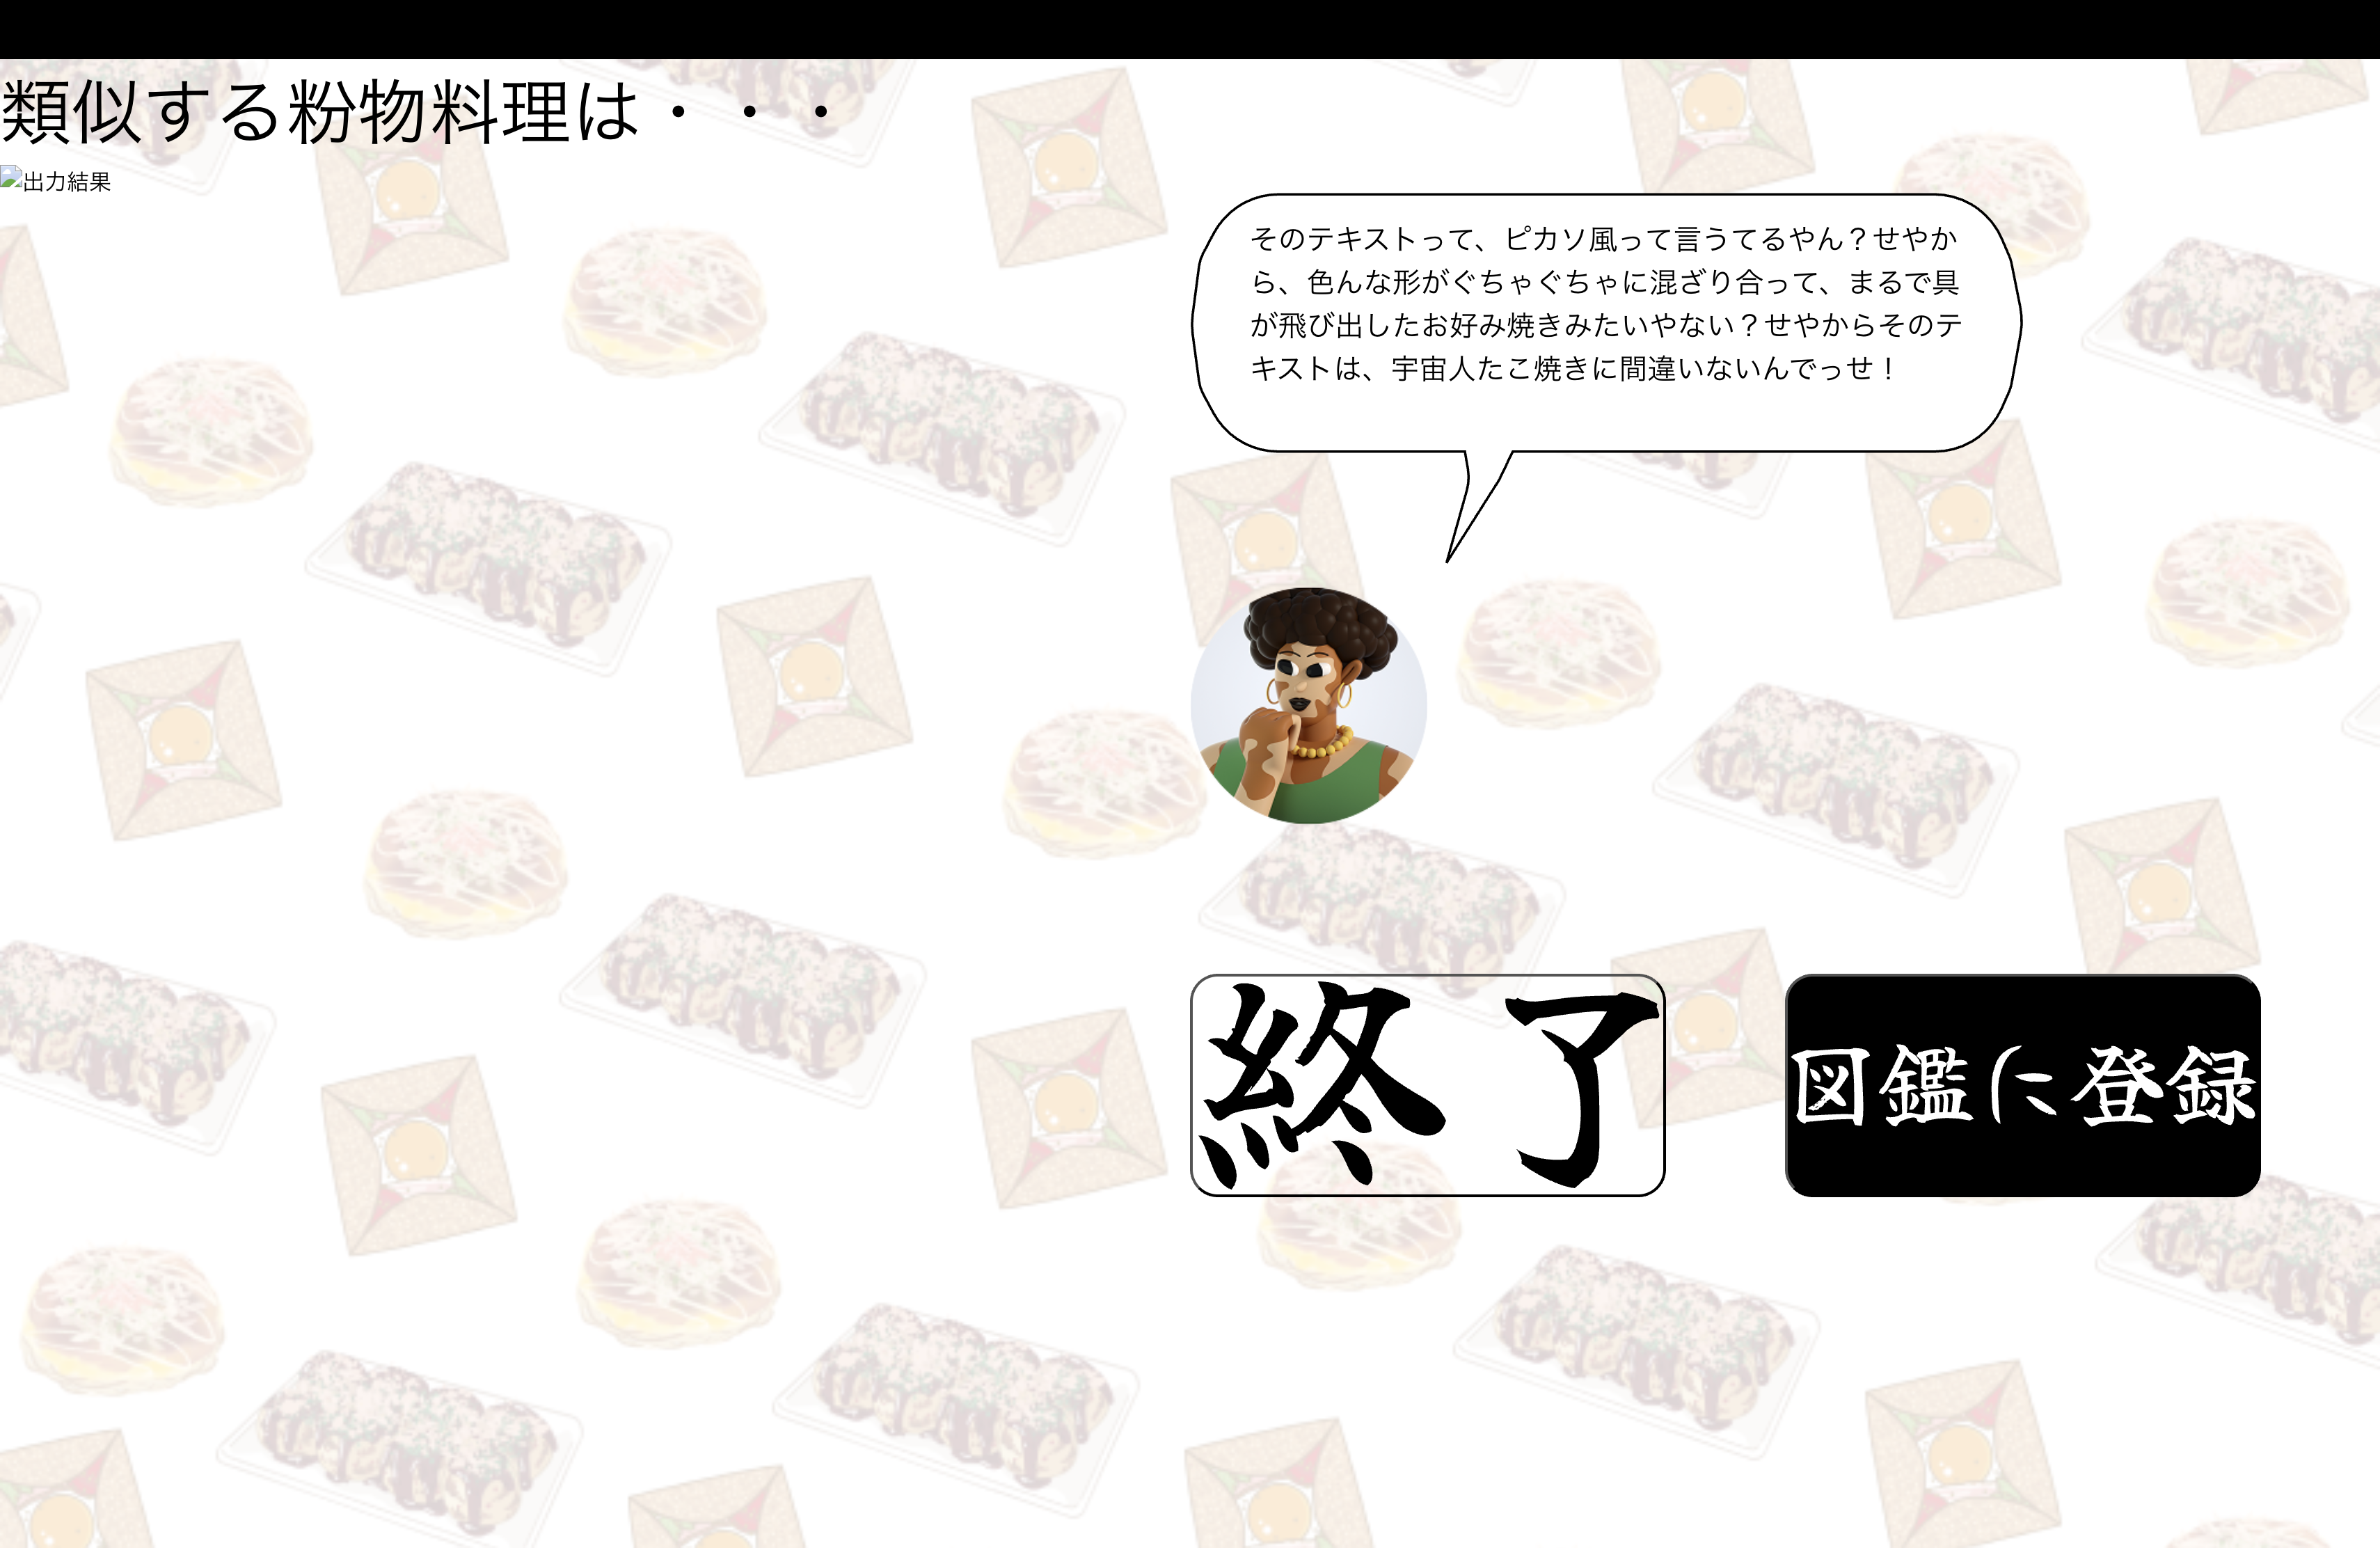 類似する粉物料理は・・・
出力結果
そのテキストって、ピカソ風って言うてるやん？せやか
ら、色んな形がぐちゃぐちゃに混ざり合って、まるで具
が飛び出したお好み焼きみたいやない？せやからそのテ
キストは、宇宙人たこ焼きに間違いないんでっせ！
終了
図鑑に登録